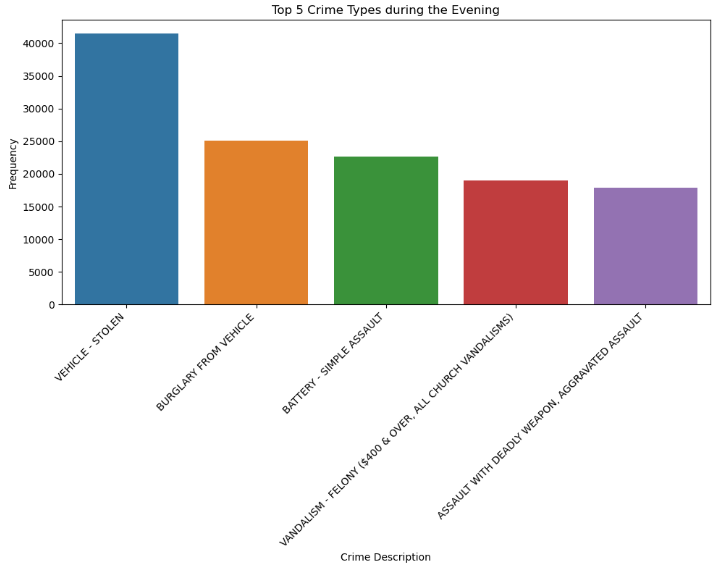 Top 5 Crime Types during the Evening
Frequency
40000
35000
30000
25000
20000
15000
10000
5000
0
VEHICLE - STOLEN
BURGLARY FROM VEHICLE
BATTERY - SIMPLE ASSAULT
VANDALISM - FELONY ($400 & OVER, ALL CHURCH VANDALISMS)
ASSAULT WITH DEADLY WEAPON, AGGRAVATED ASSAULT
Crime Description